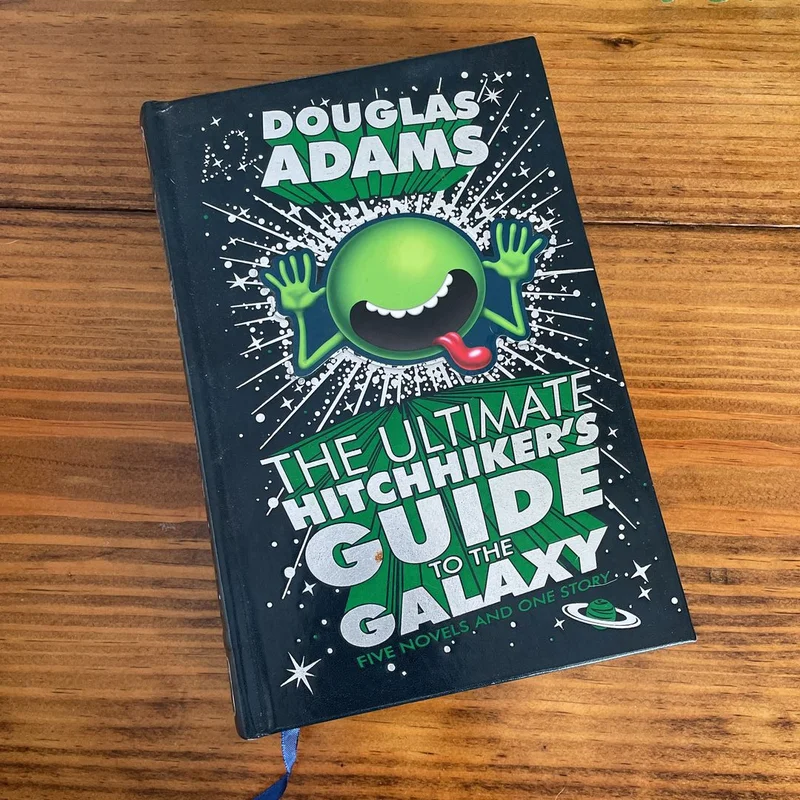 DOUGLAS
ADAMS
THE ULTIMATE
HITCHHIKER'S
GUIDE
TO THE
GALAXY
FIVE NOVELS AND ONE STORY